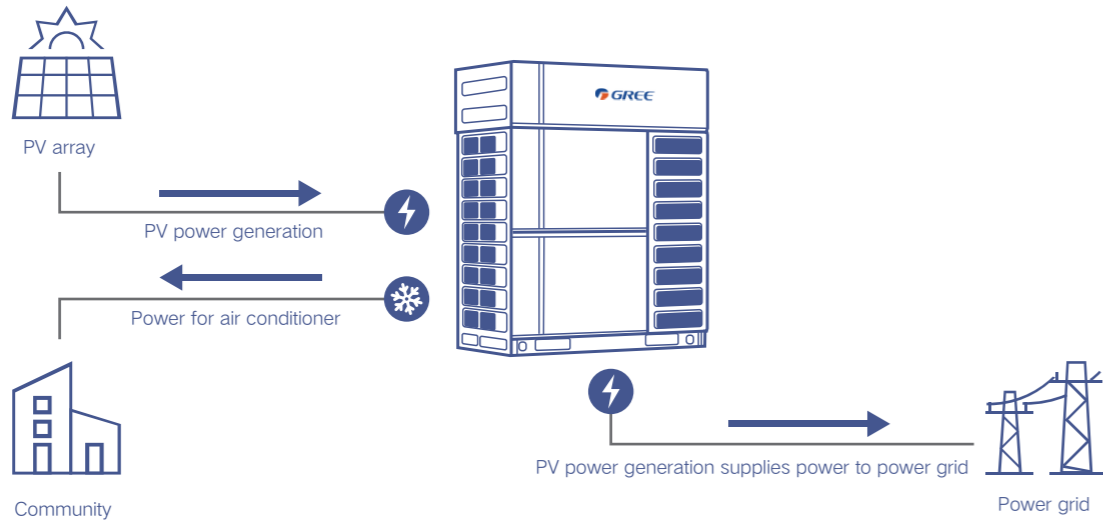 GREE
PV array
PV power generation
Power for air conditioner
PV power generation supplies power to power grid
Power grid
Community